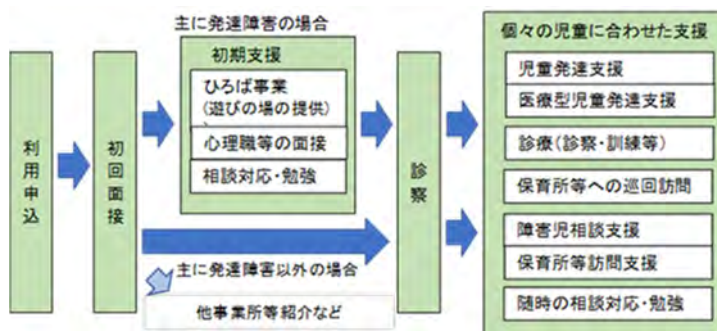 利用申込
初回面接
主に発達障害の場合
初期支援
ひろば事業
(遊びの場の提供)
心理職等の面接
相談対応・勉強
主に発達障害以外の場合
他事業所等紹介など
診察
個々の児童に合わせた支援
児童発達支援
医療型児童発達支援
診療(診察・訓練等)
保育所等への巡回訪問
障害児相談支援
保育所等訪問支援
随時の相談対応・勉強